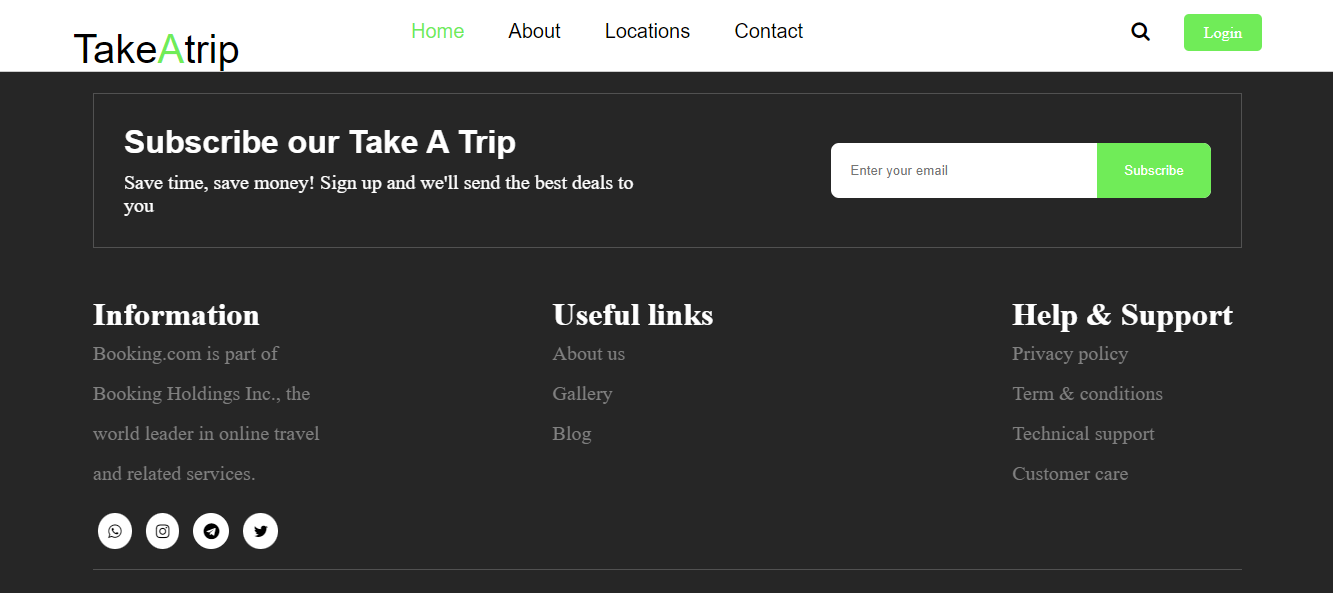 TakeAtrip
Home About Locations Contact
Login
Subscribe our Take A Trip
Save time, save money! Sign up and we'll send the best deals to
you
Enter your email
Subscribe
Information
Booking.com is part of
Booking Holdings Inc., the
world leader in online travel
and related services.
Useful links
About us
Gallery
Blog
Help & Support
Privacy policy
Term & conditions
Technical support
Customer care